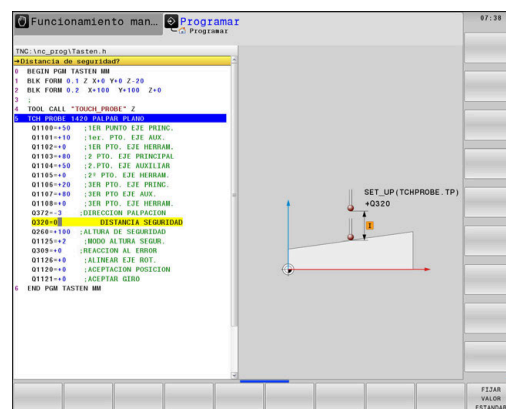 Funcionamiento man...
Programar
Programar
07:38
TNC:\nc_prog\Tasten.h
→Distancia de seguridad?
0 BEGIN PGM TASTEN MM
1 BLK FORM 0.1 Z X+0 Y+0 Z-20
2 BLK FORM 0.2 X+100 Y+100 Z+0
3 ;
4 TOOL CALL "TOUCH_PROBE" Z
5 TCH PROBE 1420 PALPAR PLANO
Q1100=+50 ;1ER PUNTO EJE PRINC.
Q1101=+10 ;1er. PTO. EJE AUX.
Q1102=+0 ;1ER PTO. EJE HERRAM.
Q1103=+80 ;2 PTO. EJE PRINCIPAL
Q1104=+50 ;2.PTO. EJE AUXILIAR
Q1105=+0 ;2º PTO. EJE HERRAM.
Q1106=+20 ;3ER PTO. EJE PRINC.
Q1107=+80 ;3ER PTO EJE AUX.
Q1108=+0 ;3ER PTO. EJE HERRAM.
Q372=-3 ;DIRECCION PALPACION
Q320=0 DISTANCIA SEGURIDAD
Q260=+100 ;ALTURA DE SEGURIDAD
Q1125=+2 ;MODO ALTURA SEGUR.
Q309=+0 ;REACCION AL ERROR
Q1126=+0 ;ALINEAR EJE ROT.
Q1120=+0 ;ACEPTACION POSICION
Q1121=+0 ;ACEPTAR GIRO
6 END PGM TASTEN MM
SET_UP(TCHPROBE.TP)
+Q320
1
FIJAR
VALOR
ESTANDAR